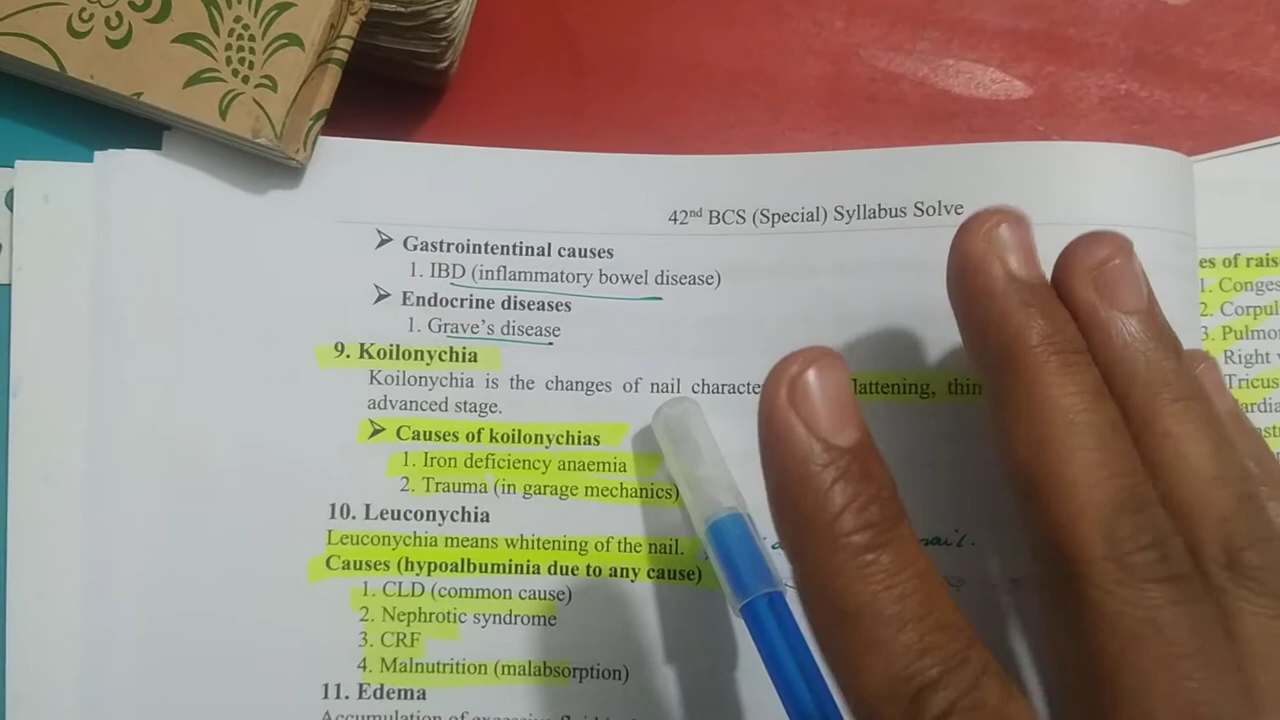 42nd BCS (Special) Syllabus Solve
➤ Gastrointentinal causes
1. IBD (inflammatory bowel disease)
➤ Endocrine diseases
1. Grave's disease
9. Koilonychia
Koilonychia is the changes of nail lattening, thin
advanced stage.
➤ Causes of koilonychias
1. Iron deficiency anaemia
2. Trauma (in garage mechanics)
10. Leuconychia
Leuconychia means whitening of the nail.
Causes (hypoalbuminia due to any cause)
1. CLD (common cause)
2. Nephrotic syndrome
3. CRF
4. Malnutrition (malabsorption)
11. Edema
Accumulation of
es of rais
1. Conges
2. Corpul
3. Pulmo
Right
Tricus
ardia
nail.